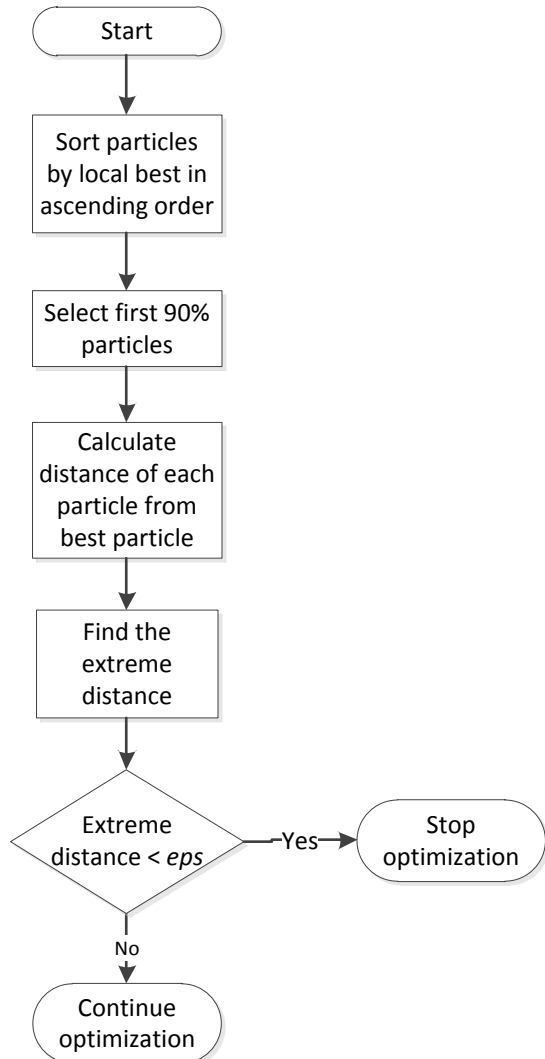 Start
Sort particles
by local best in
ascending order
Select first 90%
particles
Calculate
distance of each
particle from
best particle
Find the
extreme
distance
Extreme
distance < eps
Yes
Stop
optimization
No
Continue
optimization